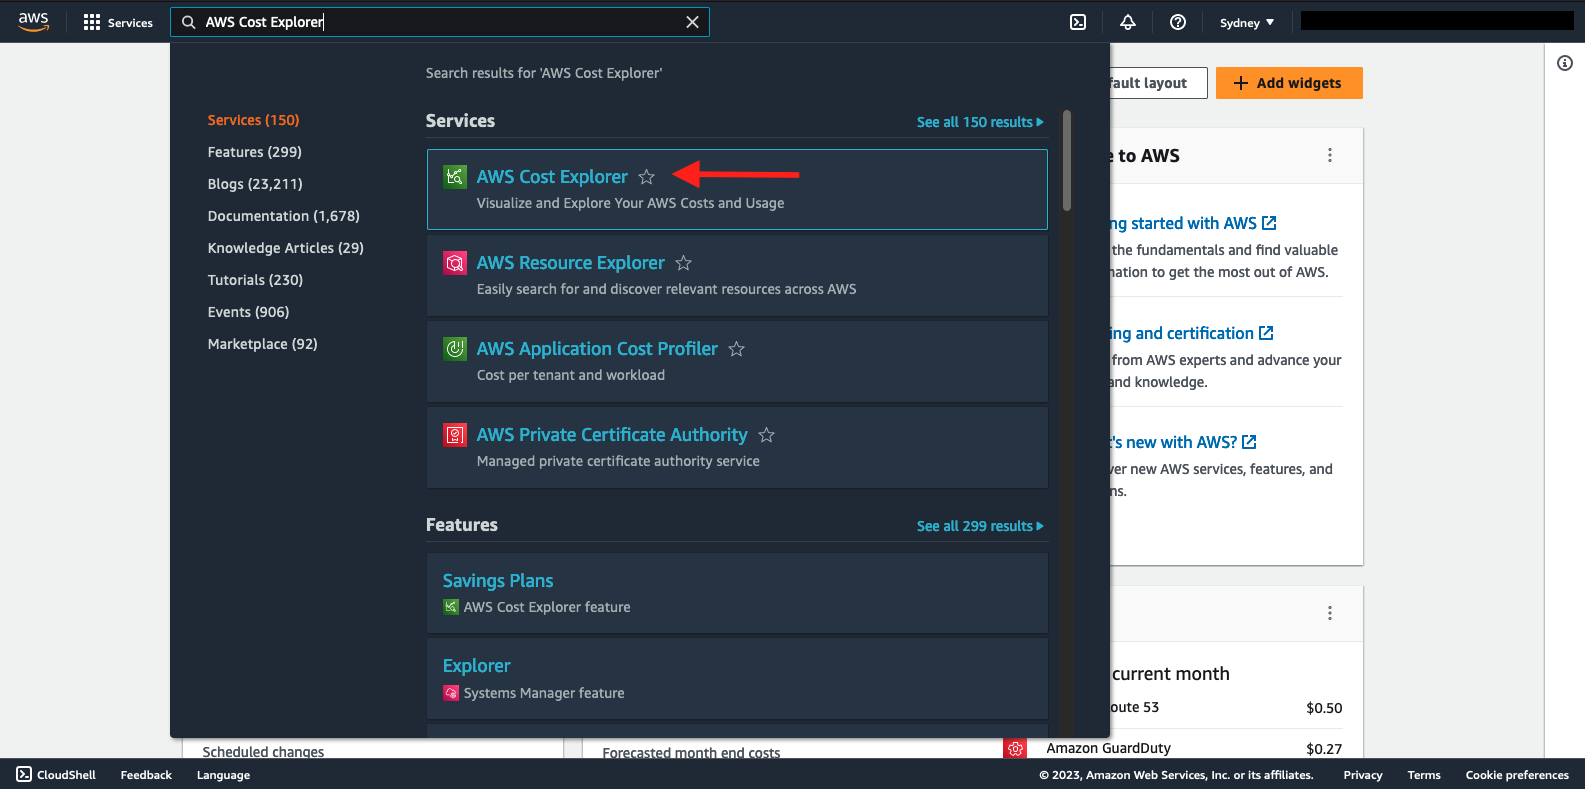 aws
Services
AWS Cost Explorer
Sydney
Search results for 'AWS Cost Explorer'
Services (150)
Features (299)
Blogs (23,211)
Documentation (1,678)
Knowledge Articles (29)
Tutorials (230)
Events (906)
Marketplace (92)
Services
See all 150 results
AWS Cost Explorer
Visualize and Explore Your AWS Costs and Usage
AWS Resource Explorer
Easily search for and discover relevant resources across AWS
AWS Application Cost Profiler
Cost per tenant and workload
AWS Private Certificate Authority
Managed private certificate authority service
Features
See all 299 results
Savings Plans
AWS Cost Explorer feature
Explorer
Systems Manager feature
fault layout
Add widgets
e to AWS
ng started with AWS
the fundamentals and find valuable
nation to get the most out of AWS.
ing and certification
from AWS experts and advance your
and knowledge.
t's new with AWS?
ver new AWS services, features, and
ns.
current month
oute 53
$0.50
Amazon GuardDuty
$0.27
Scheduled changes
Forecasted month end costs
CloudShell
Feedback
Language
© 2023, Amazon Web Services, Inc. or its affiliates.
Privacy
Terms
Cookie preferences